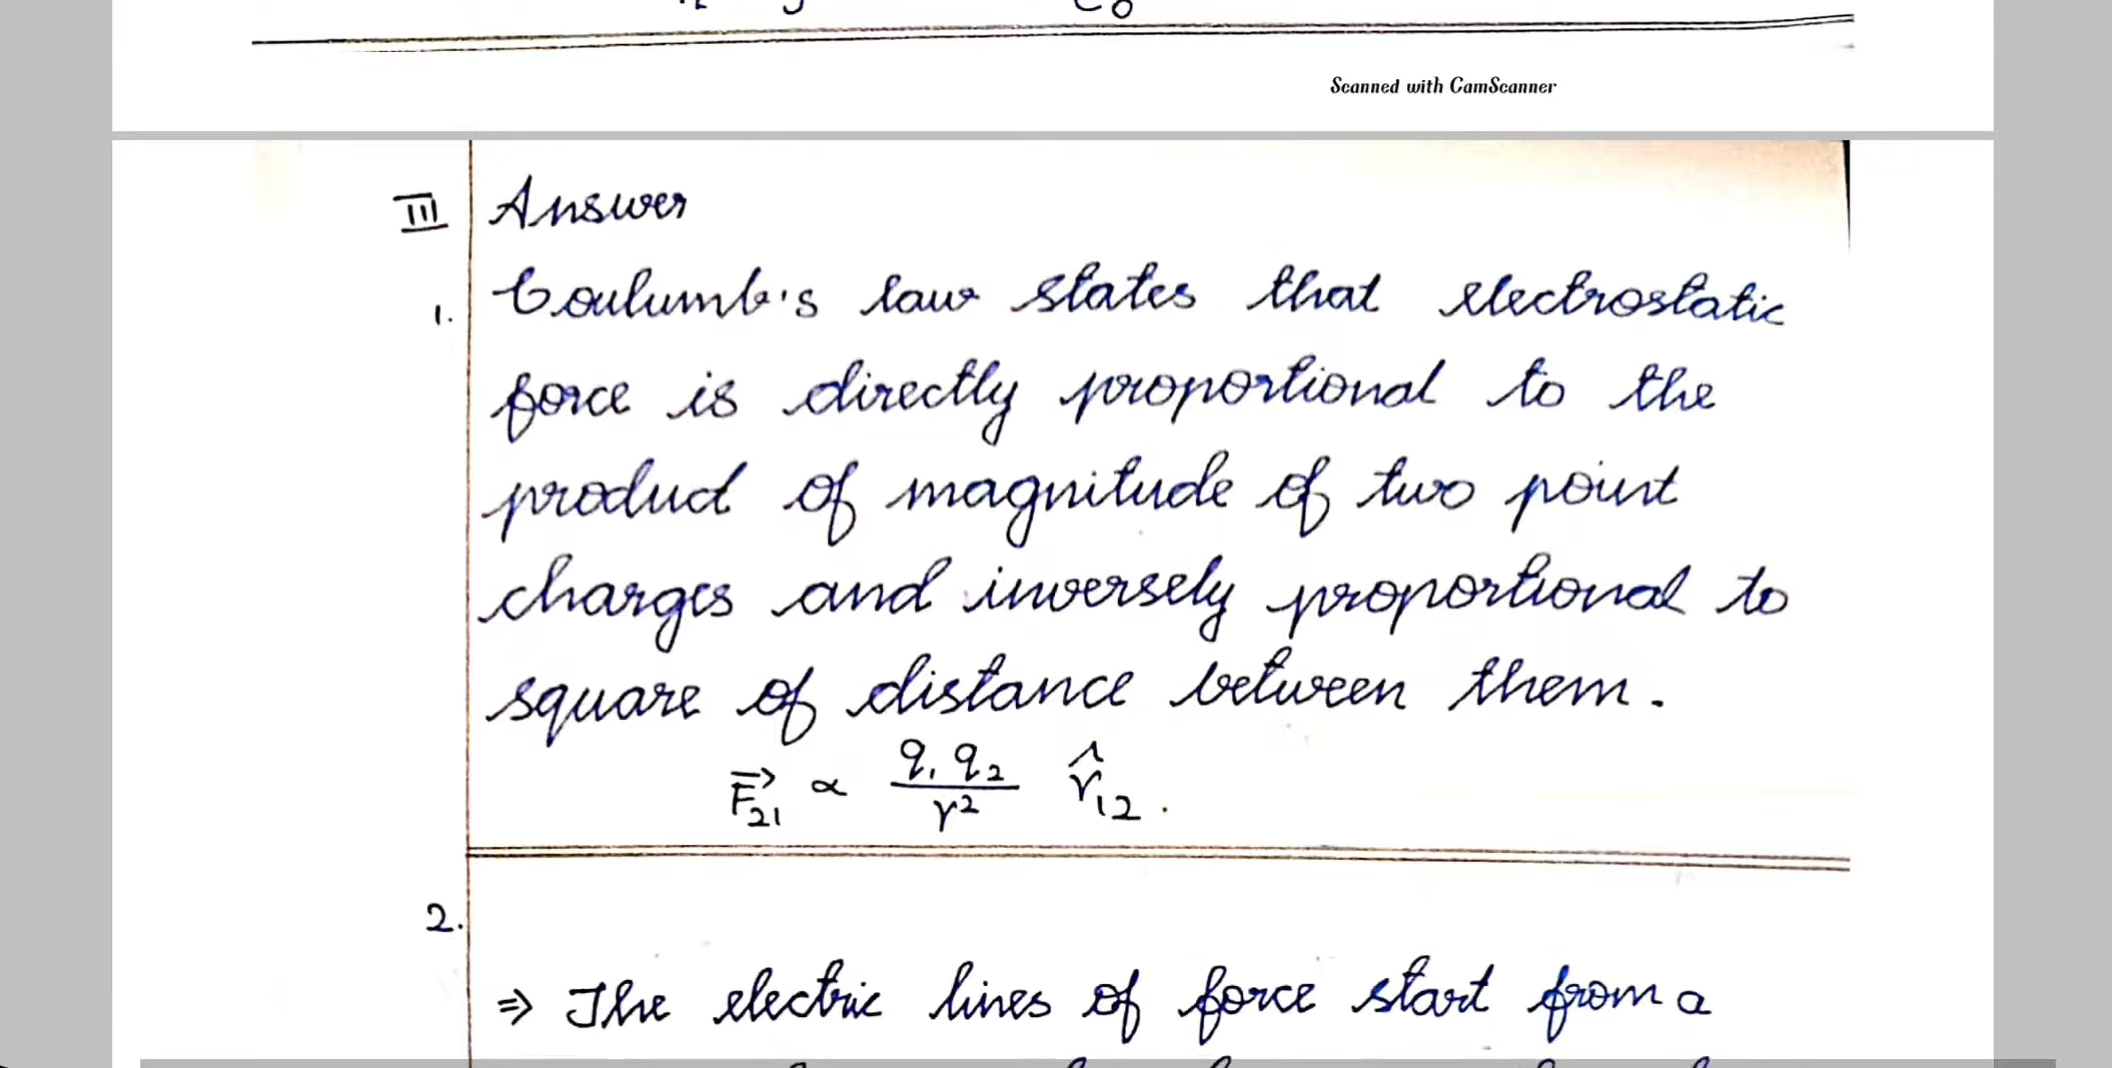 Scanned with CamScanner
III Answer
1. Coulumb's law states that electrostatic
force is directly proportional to the
product of magnitude of two point
charges and inversely proportional to
square of distance between them.
F⃗₂₁ ∝ q₁ q₂ / r² r̂₁₂ .
2.
⇒ The electric lines of force start from a